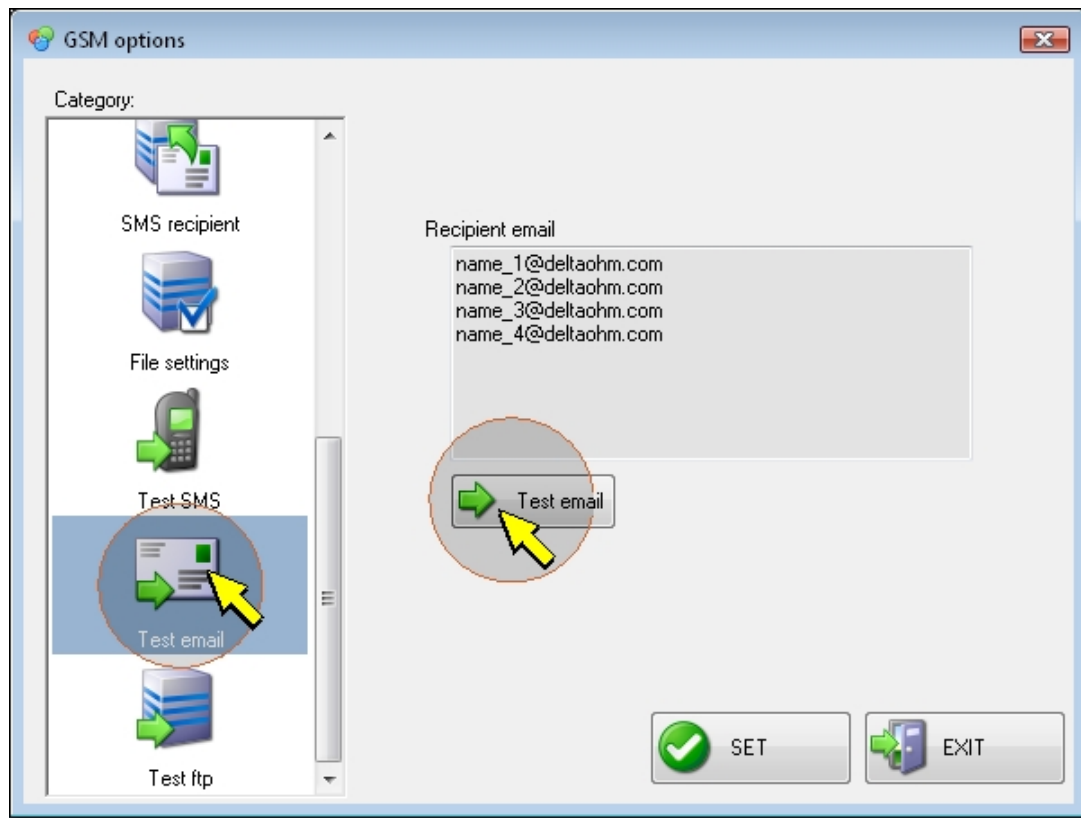 GSM options
Category:
SMS recipient
File settings
Test SMS
Test email
Test ftp
Recipient email
name_1@deltaohm.com
name_2@deltaohm.com
name_3@deltaohm.com
name_4@deltaohm.com
Test email
SET
EXIT